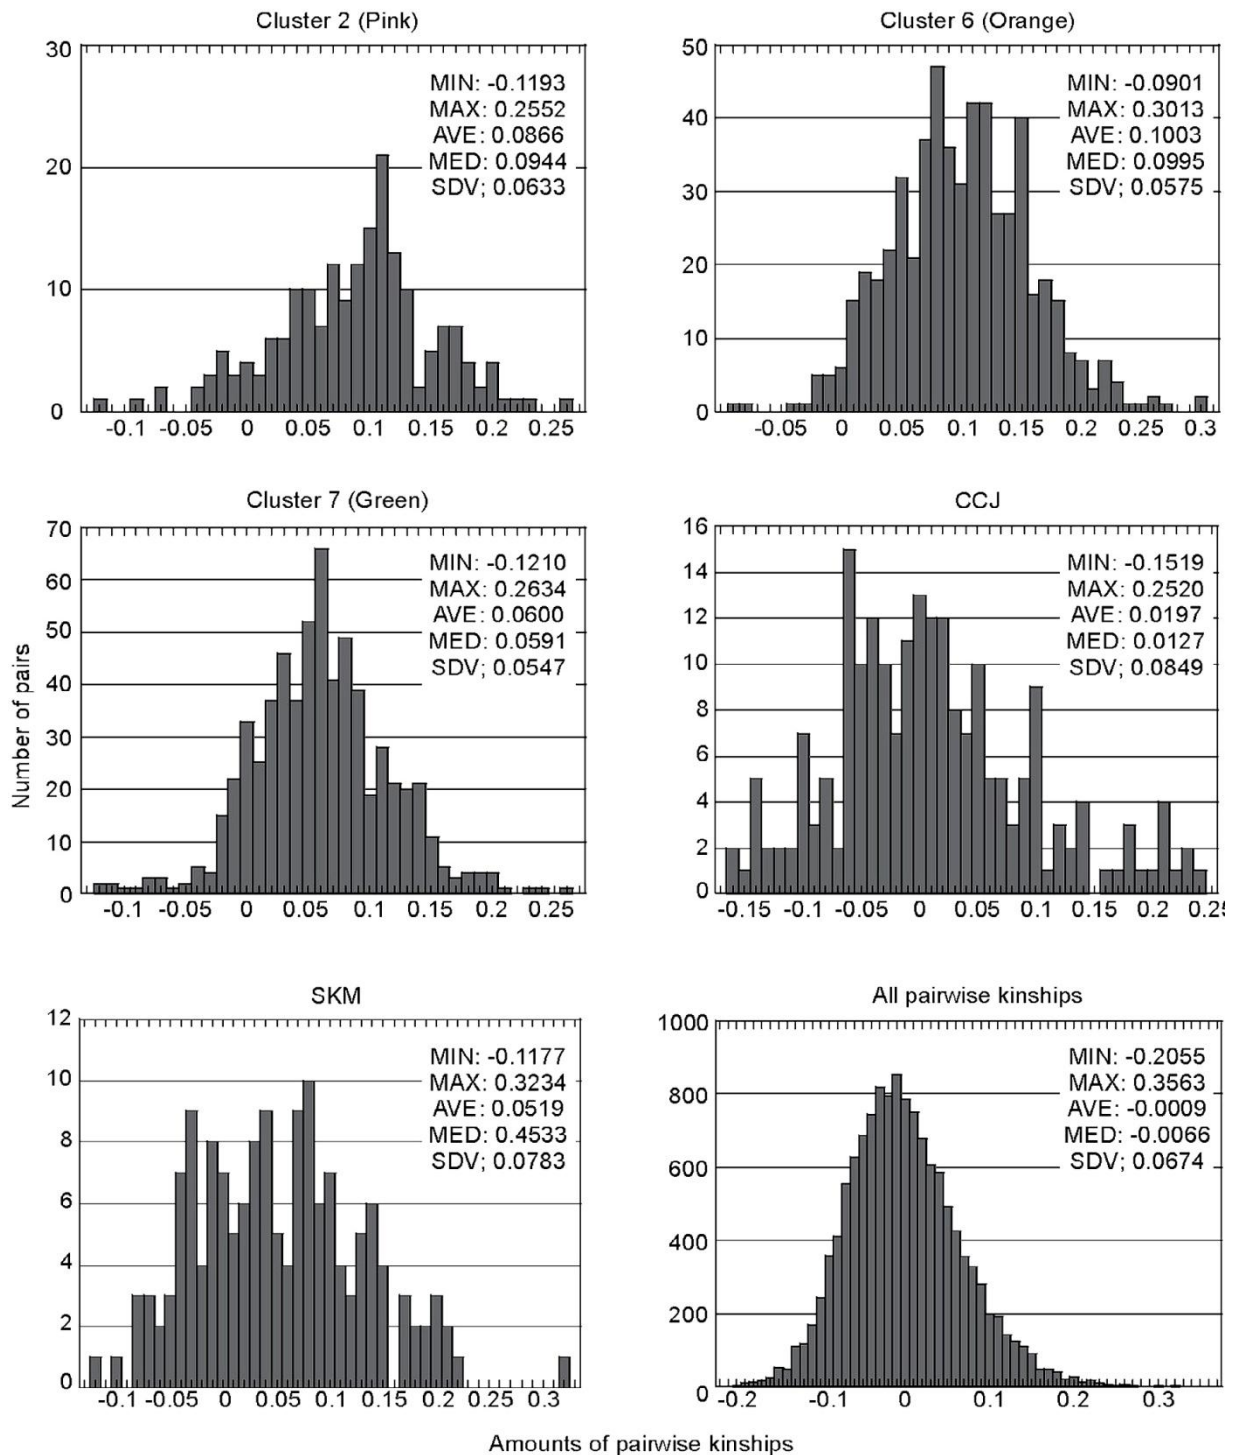 Cluster 2 (Pink)
30
20
10
0
MIN: -0.1193
MAX: 0.2552
AVE: 0.0866
MED: 0.0944
SDV; 0.0633
-0.1 -0.05 0 0.05 0.1 0.15 0.2 0.25
Cluster 6 (Orange)
50
40
30
20
10
0
MIN: -0.0901
MAX: 0.3013
AVE: 0.1003
MED: 0.0995
SDV; 0.0575
-0.05 0 0.05 0.1 0.15 0.2 0.25 0.3
Cluster 7 (Green)
70
60
50
40
30
20
10
0
MIN: -0.1210
MAX: 0.2634
AVE: 0.0600
MED: 0.0591
SDV; 0.0547
-0.1 -0.05 0 0.05 0.1 0.15 0.2 0.25
Number of pairs
CCJ
16
14
12
10
8
6
4
2
0
MIN: -0.1519
MAX: 0.2520
AVE: 0.0197
MED: 0.0127
SDV; 0.0849
-0.15 -0.1 -0.05 0 0.05 0.1 0.15 0.2 0.25
SKM
12
10
8
6
4
2
0
MIN: -0.1177
MAX: 0.3234
AVE: 0.0519
MED: 0.4533
SDV; 0.0783
-0.1 -0.05 0 0.05 0.1 0.15 0.2 0.25 0.3
All pairwise kinships
1000
800
600
400
200
0
MIN: -0.2055
MAX: 0.3563
AVE: -0.0009
MED: -0.0066
SDV; 0.0674
-0.2 -0.1 0 0.1 0.2 0.3
Amounts of pairwise kinships